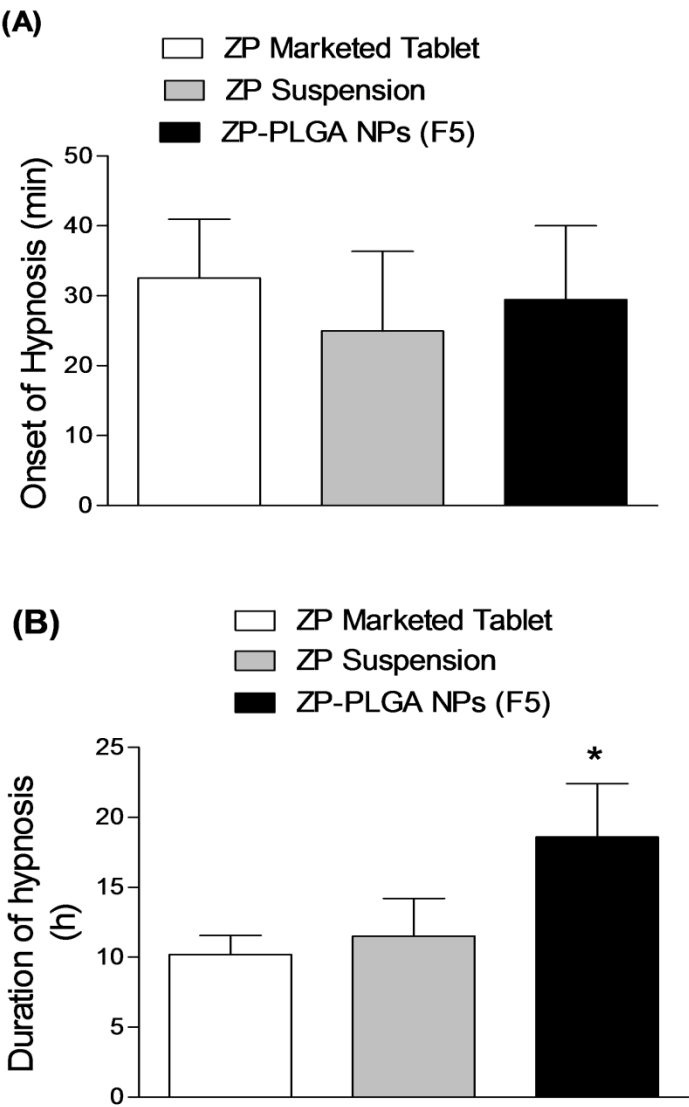 (A)
ZP Marketed Tablet
ZP Suspension
ZP-PLGA NPs (F5)
Onset of Hypnosis (min)
50
40
30
20
10
0
(B)
ZP Marketed Tablet
ZP Suspension
ZP-PLGA NPs (F5)
Duration of hypnosis
(h)
25
20
15
10
5
0
*